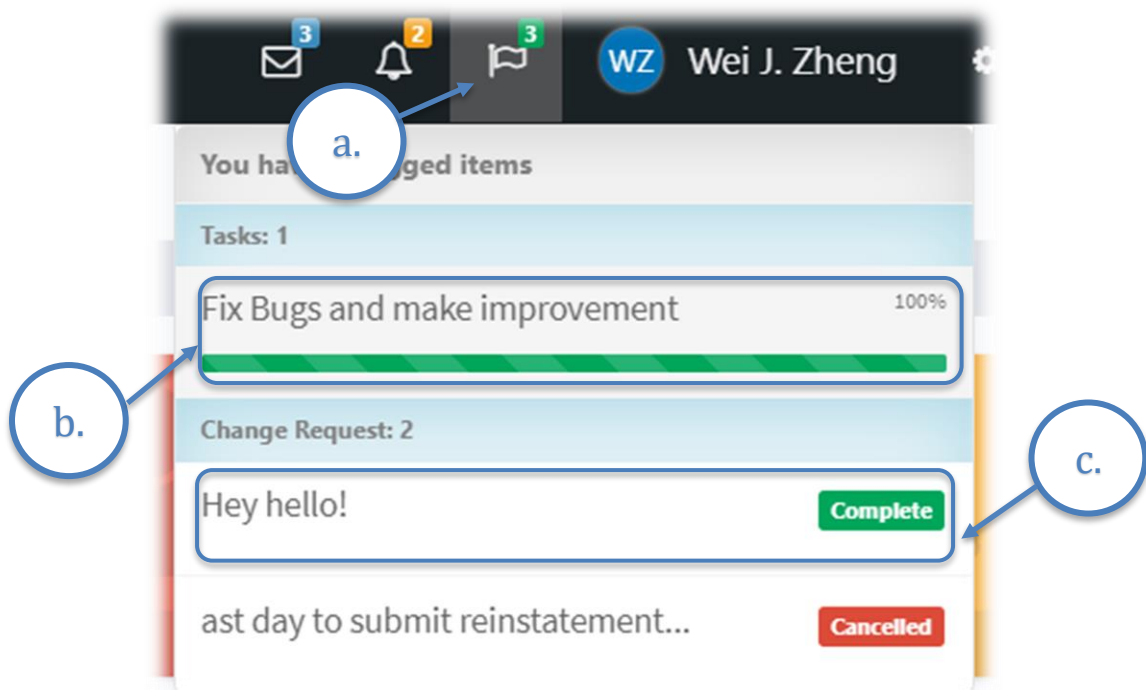 3 2 3
WZ Wei J. Zheng
a.
You ha gged items
Tasks: 1
Fix Bugs and make improvement 100%
b.
Change Request: 2
c.
Hey hello! Complete
ast day to submit reinstatement... Cancelled